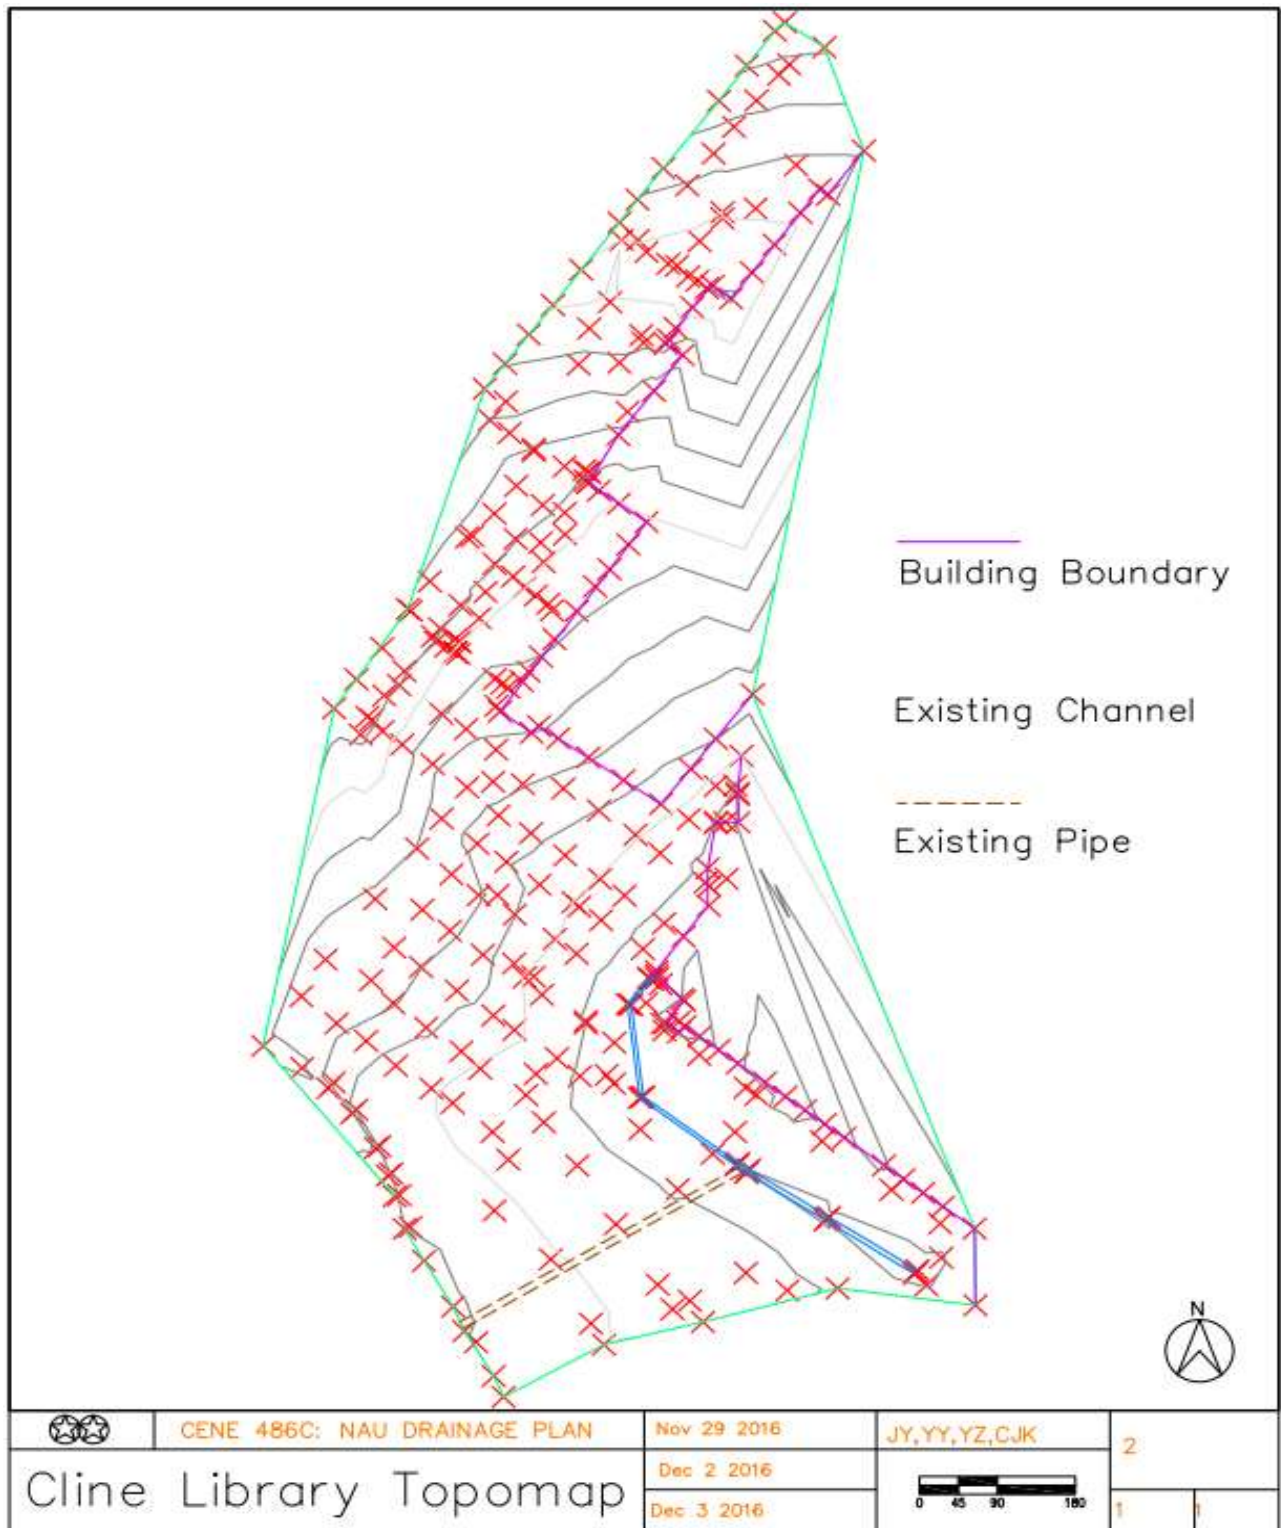 Building Boundary
Existing Channel
Existing Pipe
N
CENE 486C: NAU DRAINAGE PLAN
Nov 29 2016
JY,YY,YZ,CJK
2
Cline Library Topomap
Dec 2 2016
0 45 90 180
Dec 3 2016
1 1